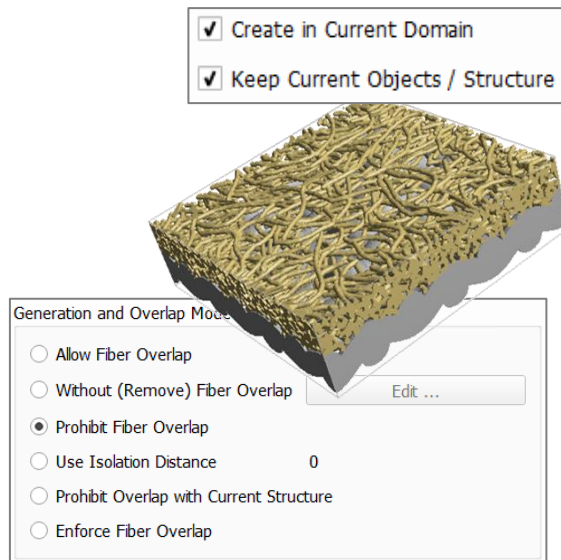 Create in Current Domain
Keep Current Objects / Structure
Generation and Overlap Mode
Allow Fiber Overlap
Without (Remove) Fiber Overlap
Edit ...
Prohibit Fiber Overlap
Use Isolation Distance 0
Prohibit Overlap with Current Structure
Enforce Fiber Overlap